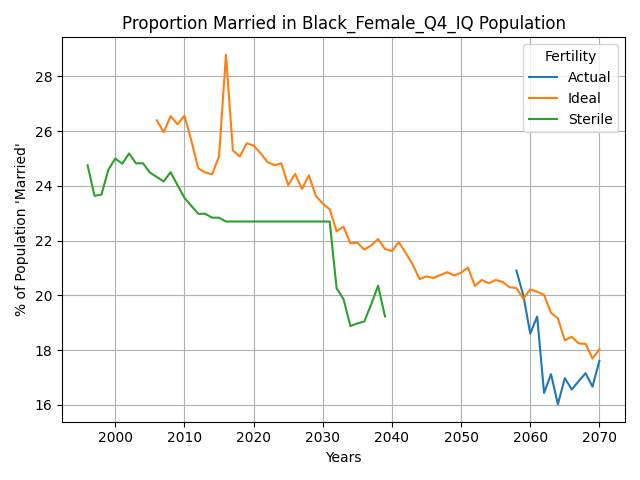 Proportion Married in Black_Female_Q4_IQ Population
% of Population 'Married'
28
26
24
22
20
18
16
Fertility
Actual
Ideal
Sterile
2000 2010 2020 2030 2040 2050 2060 2070
Years